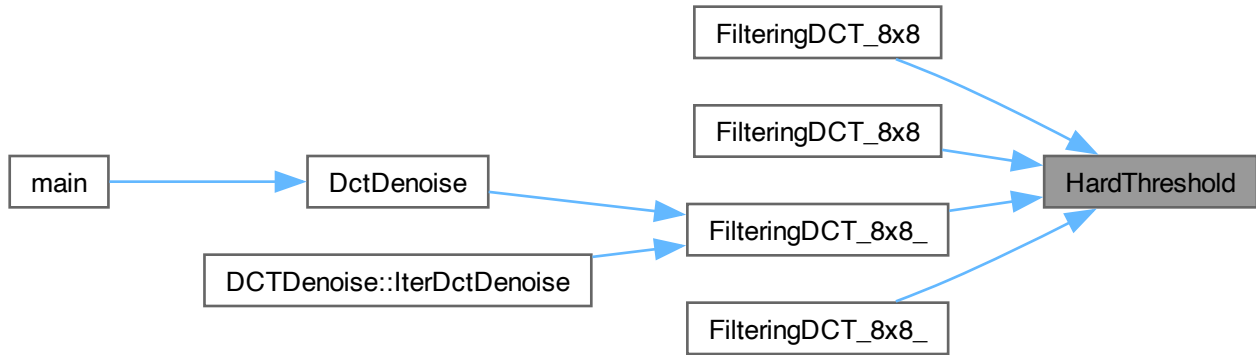 FilteringDCT_8x8
FilteringDCT_8x8
main
DctDenoise
HardThreshold
FilteringDCT_8x8_
DCTDenoise::IterDctDenoise
FilteringDCT_8x8_